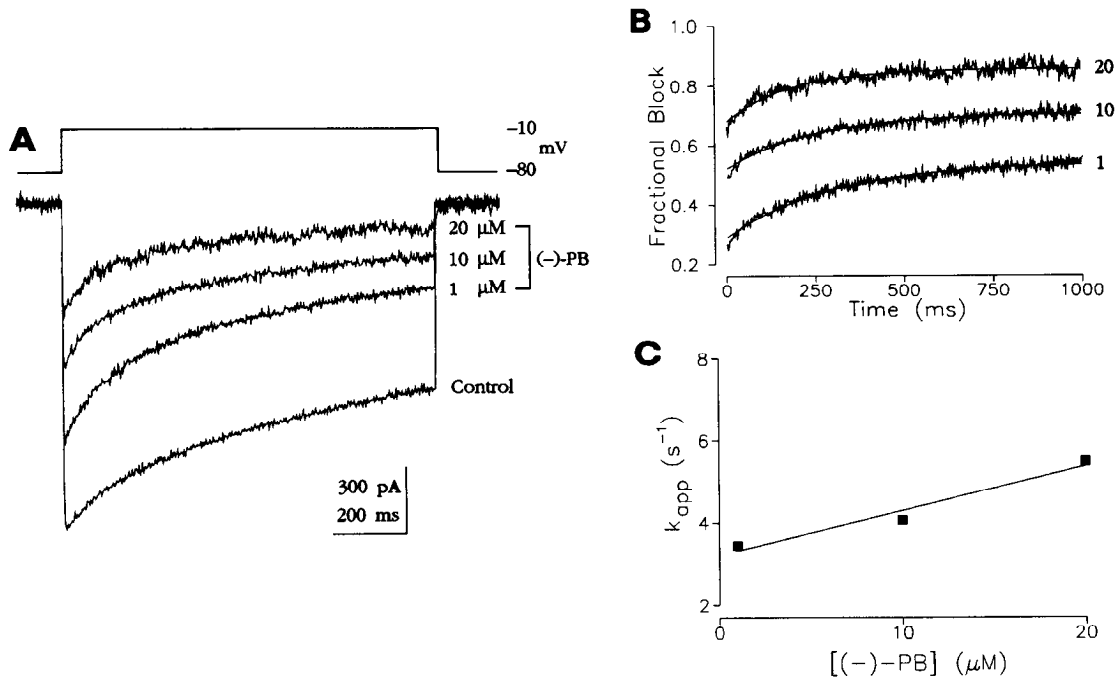 A
−10
mV
−80
20 μM
10 μM
1 μM
(−)-PB
Control
300 pA
200 ms
B
Fractional Block
1.0
0.8
0.6
0.4
0.2
20
10
1
0
250
500
750
1000
Time (ms)
C
k app (s⁻¹)
8
6
4
2
0
10
20
[(−)-PB] (μM)